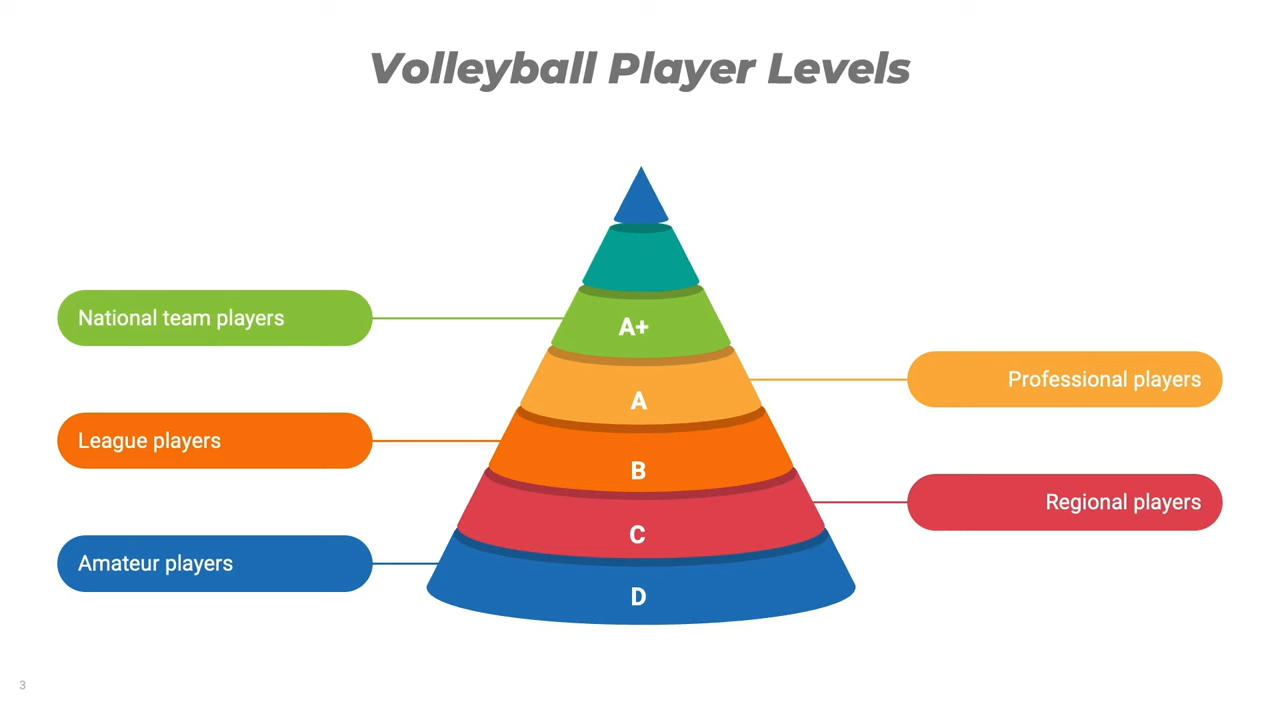 Volleyball Player Levels
National team players
A+
Professional players
A
League players
B
Regional players
C
Amateur players
D
3